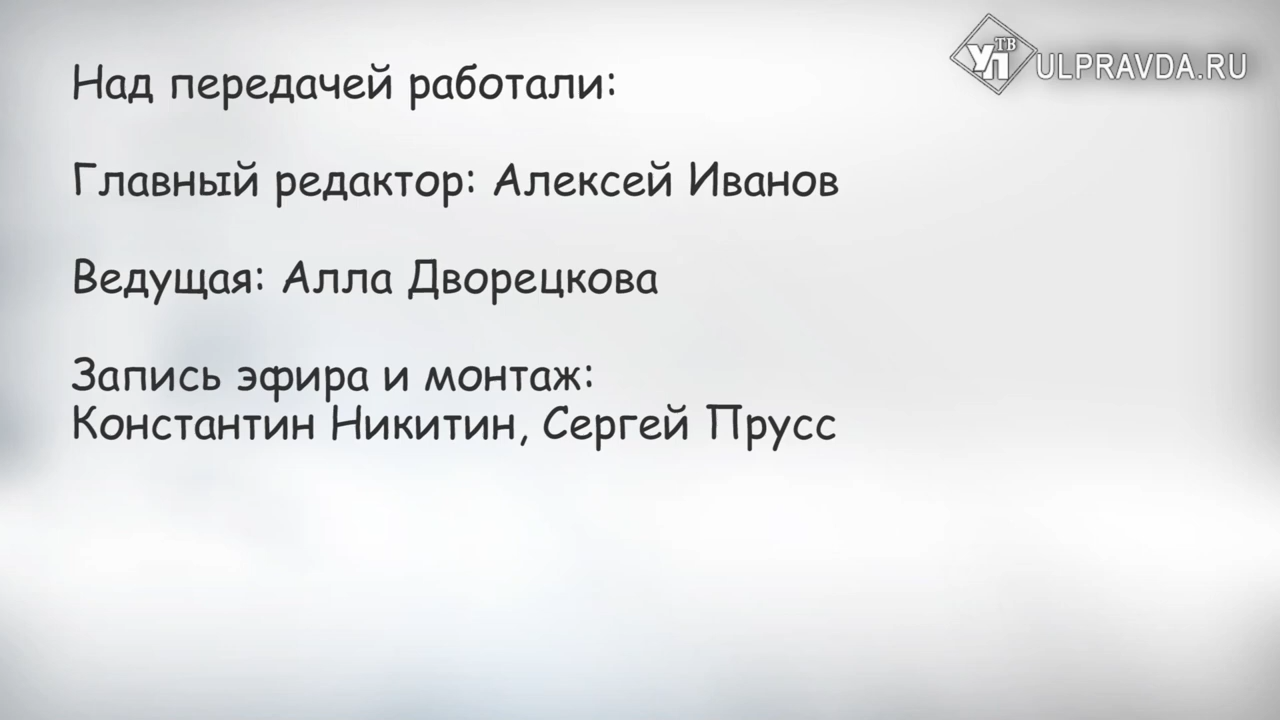 ТВ
УП
ULPRAVDA.RU
Над передачей работали:
Главный редактор: Алексей Иванов
Ведущая: Алла Дворецкова
Запись эфира и монтаж:
Константин Никитин, Сергей Прусс